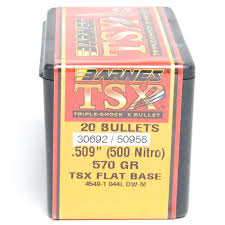 BARNES
TSX
TRIPLE-SHOCK X BULLET
20 BULLETS
30692 / 50958
.509" (500 Nitro)
570 GR
TSX FLAT BASE
4549-1 044L DW-M